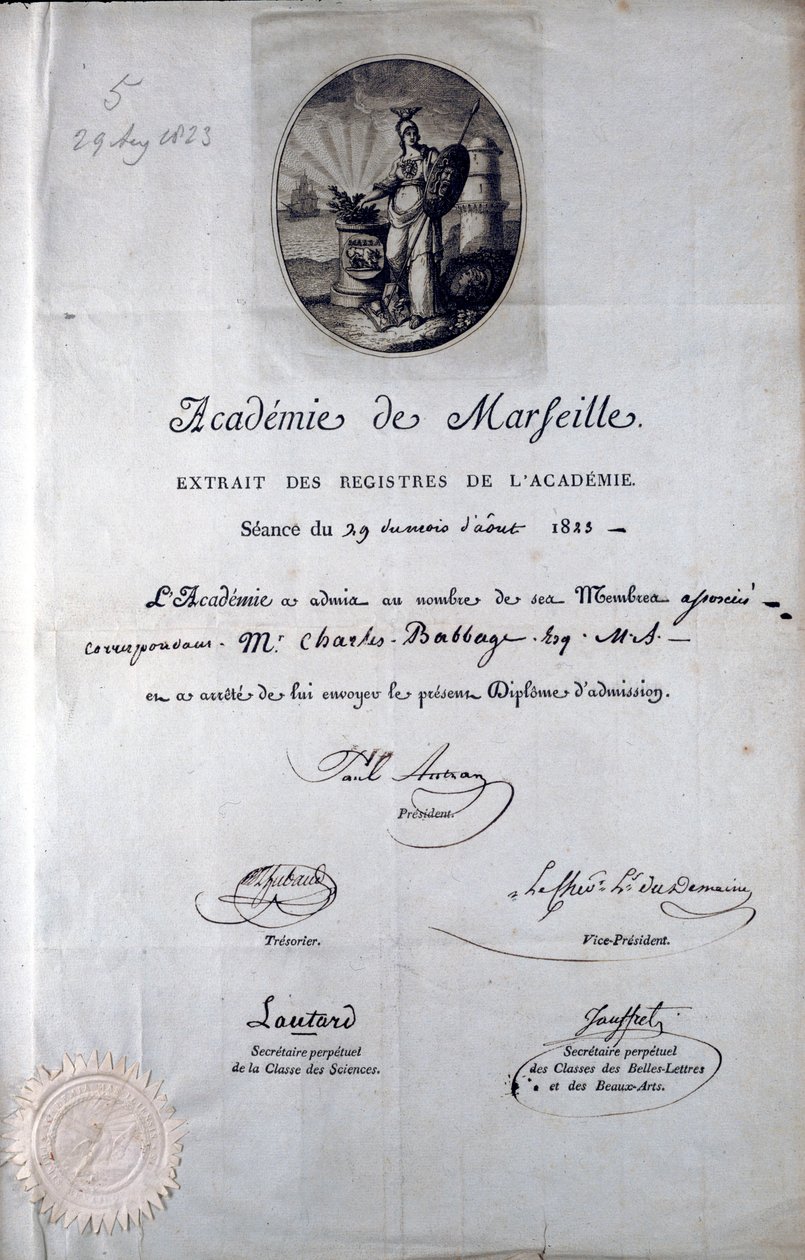 5
29 Aug 1823
MASSA
Académie de Marseille.
EXTRAIT DES REGISTRES DE L'ACADÉMIE.
Séance du 29 du mois d'aôut 1823 —
L'Académie a admis au nombre de ses Membres associés —
correspondans - Mr. Charles - Babbage - Esq - M.A. —
et a arrêté de lui envoyer le présent Diplôme d'admission.
Paul Autran
Président.
Trésorier.
Vice-Président.
Lautard
Jauffret
Secrétaire perpétuel
de la Classe des Sciences.
Secrétaire perpétuel
des Classes des Belles-Lettres
et des Beaux-Arts.